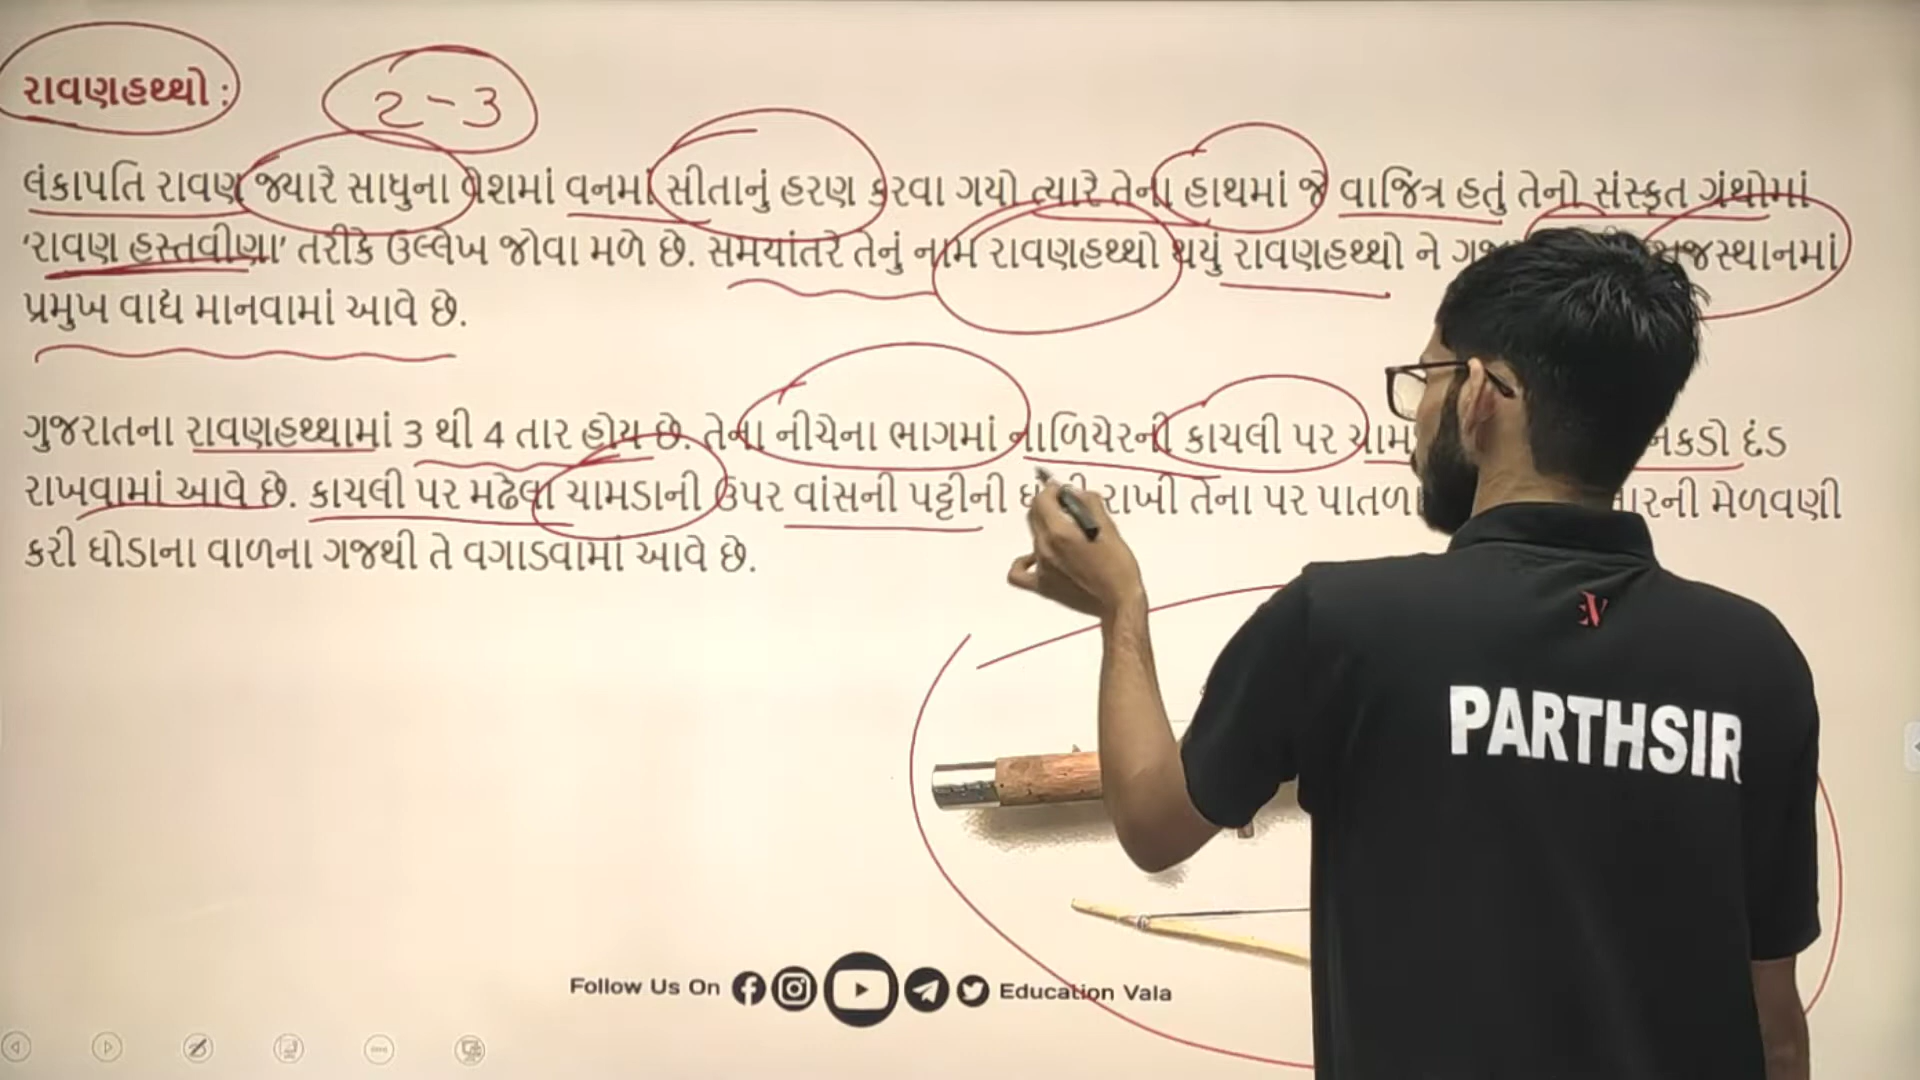 રાવણહથ્થો :
2-3
લંકાપતિ રાવણ જ્યારે સાધુના વેશમાં વનમાં સીતાનું હરણ કરવા ગયો ત્યારે તેના હાથમાં જે વાજિંત્ર હતું તેનો સંસ્કૃત ગ્રંથોમાં
'રાવણ હસ્તવીણા' તરીકે ઉલ્લેખ જોવા મળે છે. સમયાંતરે તેનું નામ રાવણહથ્થો થયું રાવણહથ્થો ને
પ્રમુખ વાદ્ય માનવામાં આવે છે.
ગુજરાતના રાવણહથ્થામાં 3 થી 4 તાર હોય છે. તેના નીચેના ભાગમાં નાળિયેરની કાચલી પર દંડ
રાખવામાં આવે છે. કાચલી પર મઢેલા ચામડાની ઉપર વાંસની પટ્ટીની રાખી તેના પર પાતળા મેળવણી
કરી ઘોડાના વાળના ગજથી તે વગાડવામાં આવે છે.
PARTHSIR
Follow Us On Education Vala